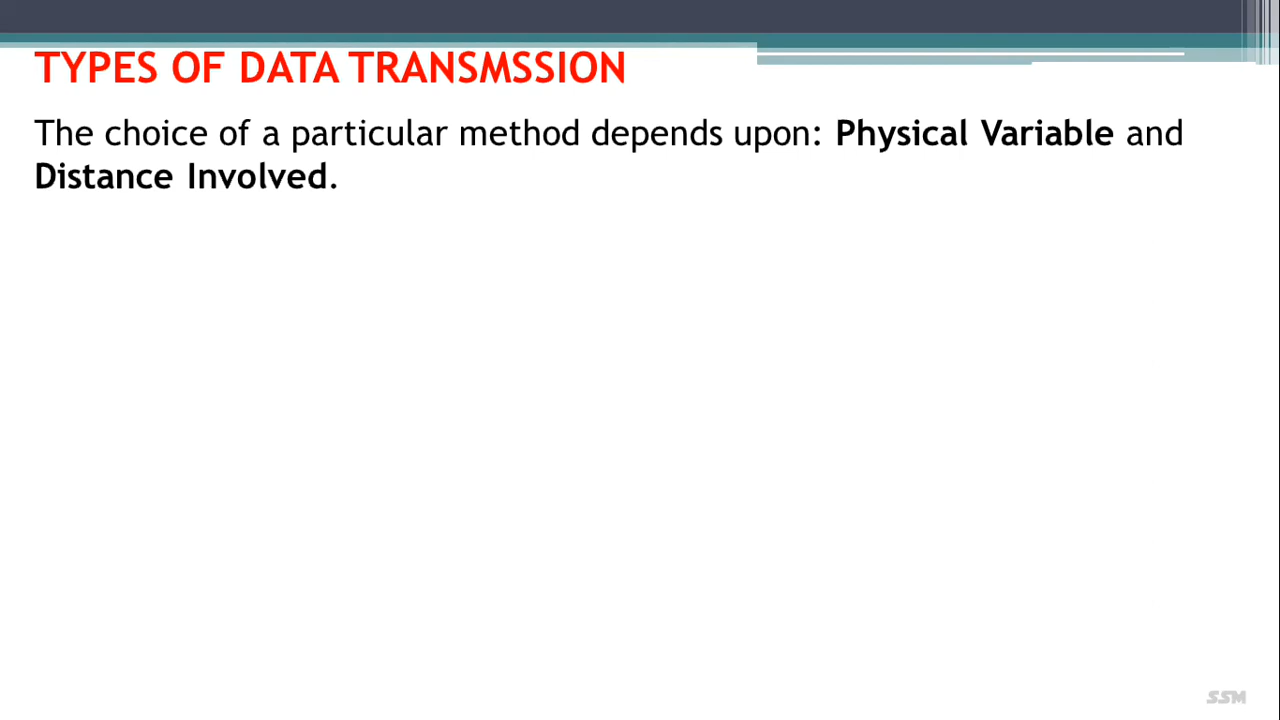 TYPES OF DATA TRANSMSSION
The choice of a particular method depends upon: Physical Variable and
Distance Involved.
SSM